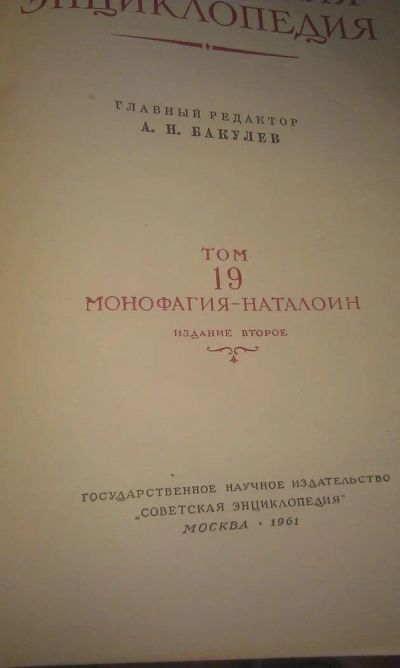 ЭНЦИКЛОПЕДИЯ
ГЛАВНЫЙ РЕДАКТОР
А. Н. БАКУЛЕВ
ТОМ
19
МОНОФАГИЯ-НАТАЛОИН
ИЗДАНИЕ ВТОРОЕ
ГОСУДАРСТВЕННОЕ НАУЧНОЕ ИЗДАТЕЛЬСТВО
„СОВЕТСКАЯ ЭНЦИКЛОПЕДИЯ"
МОСКВА · 1961